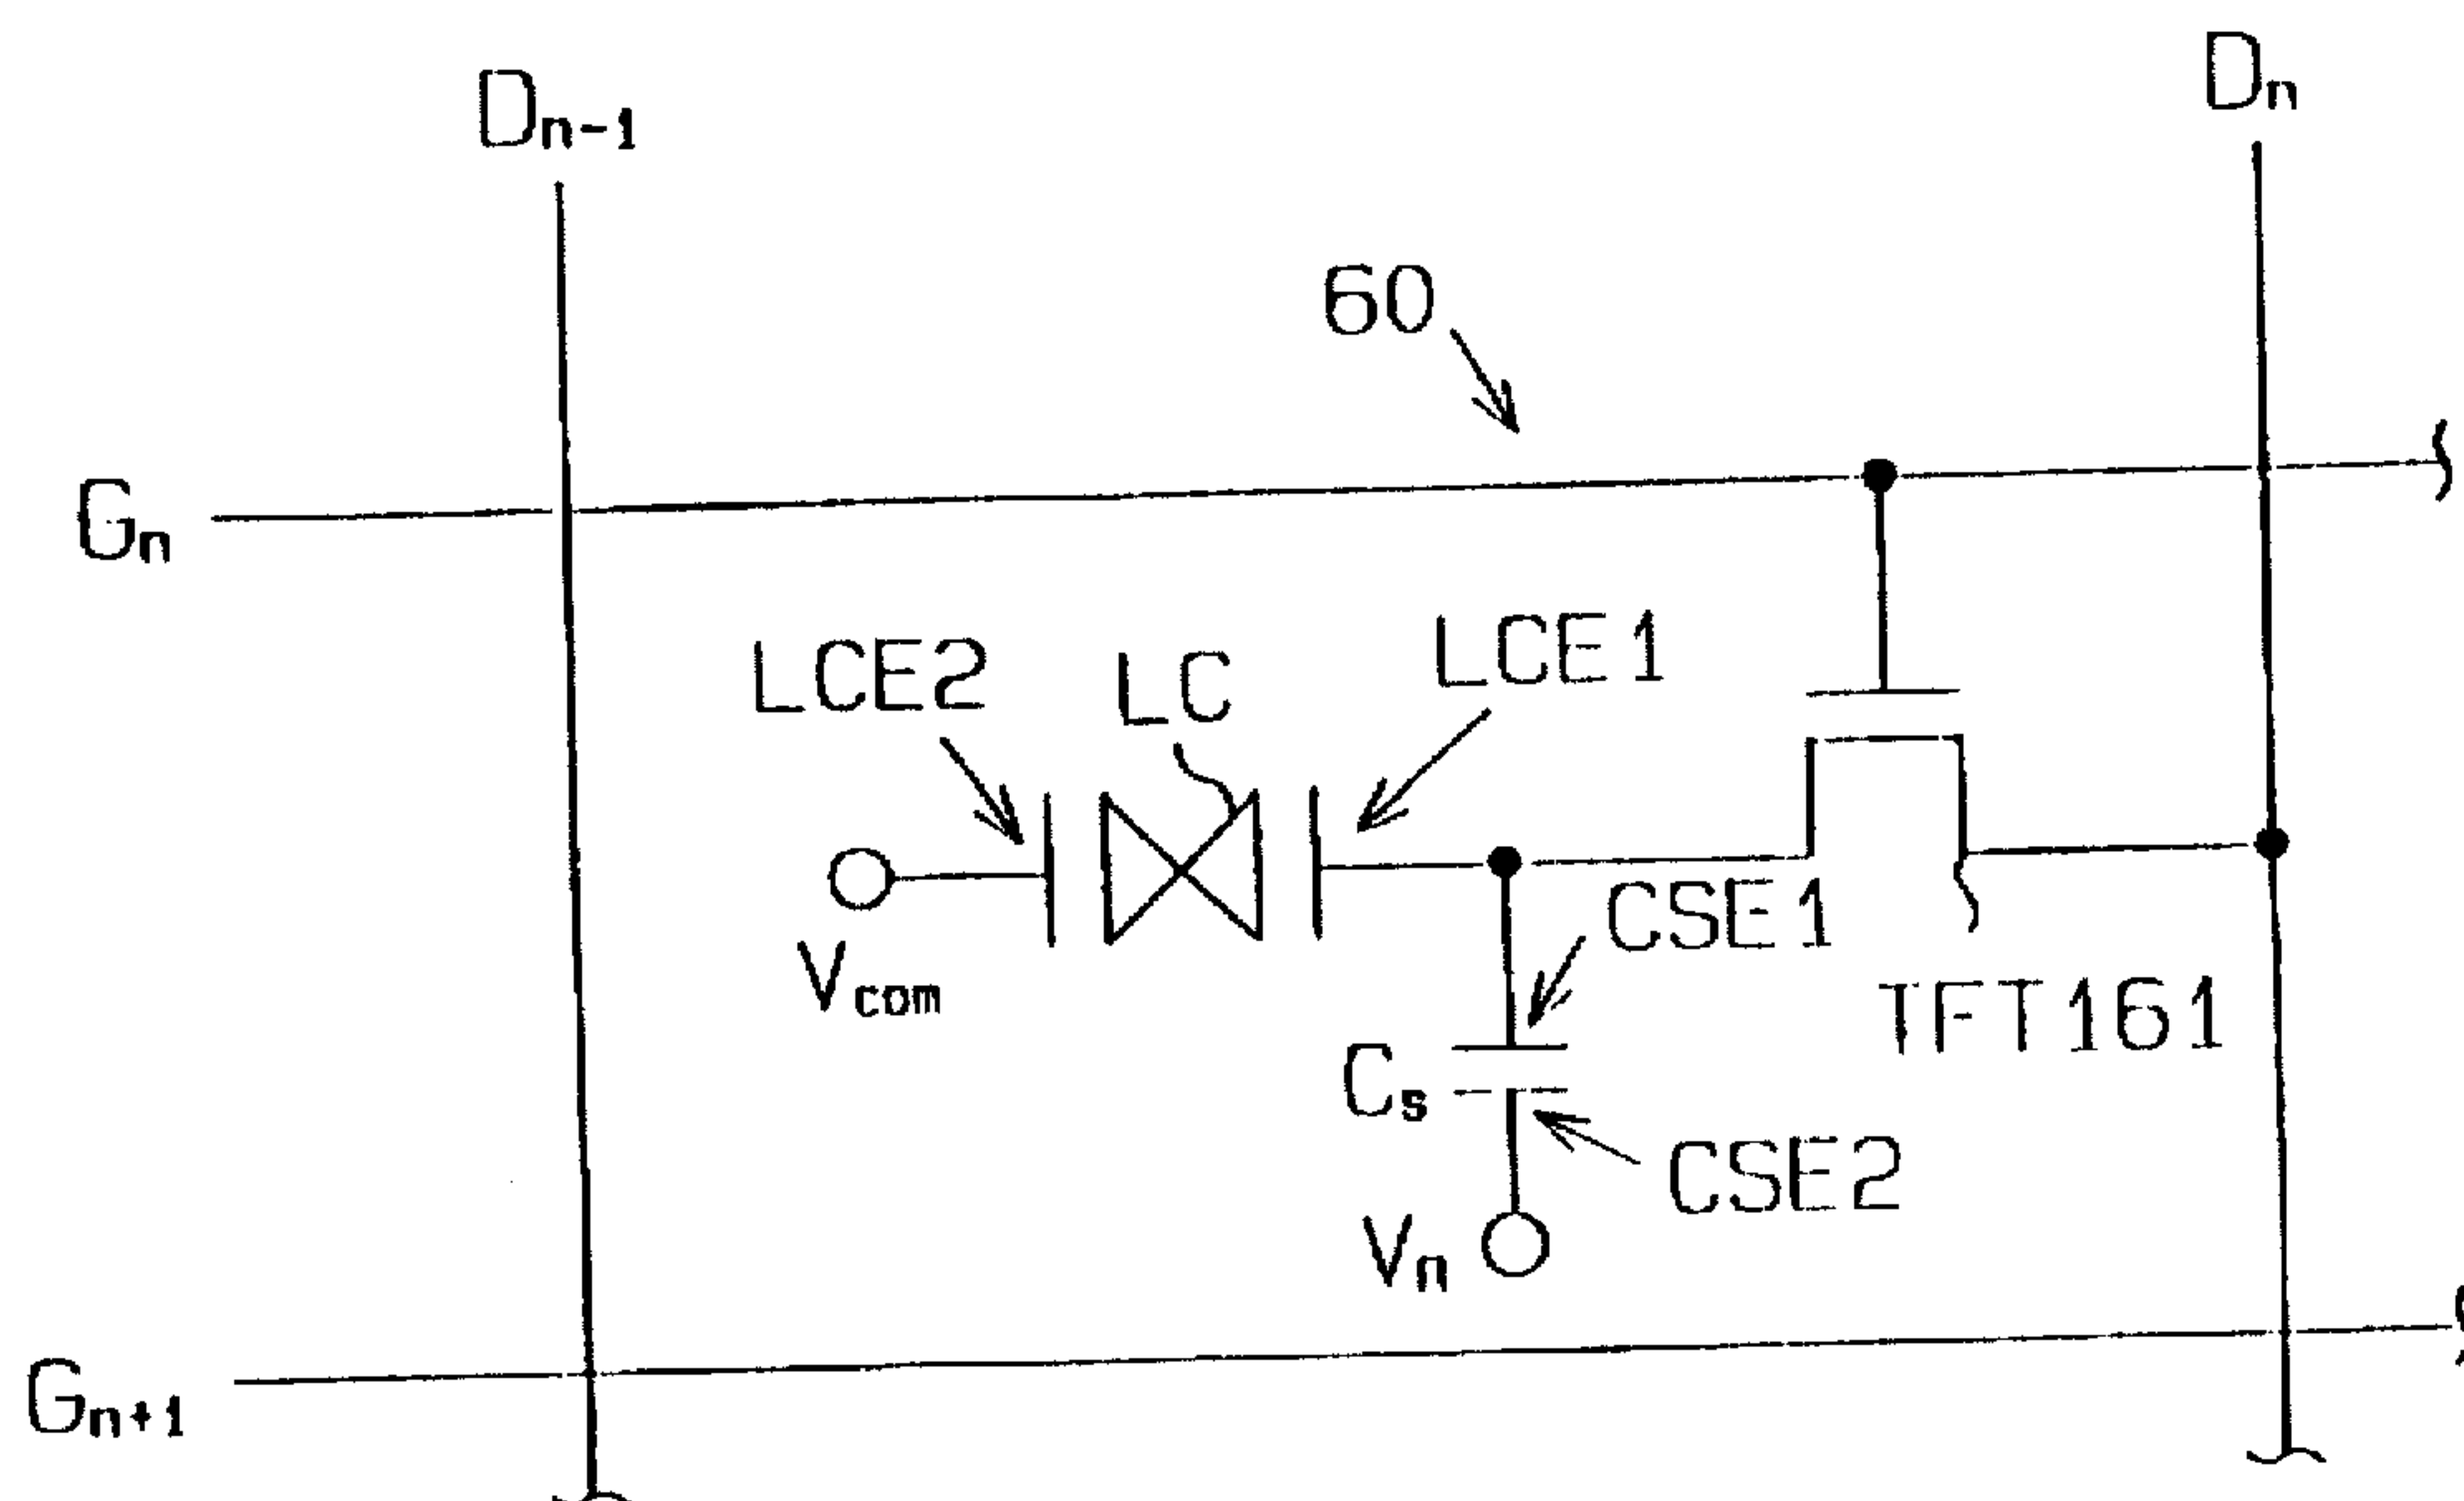 Dn-1
Dn
60
Gn
LCE2
LC
LCE1
CSE1
Vcom
TFT161
Cs
CSE2
Vn
Gn+1